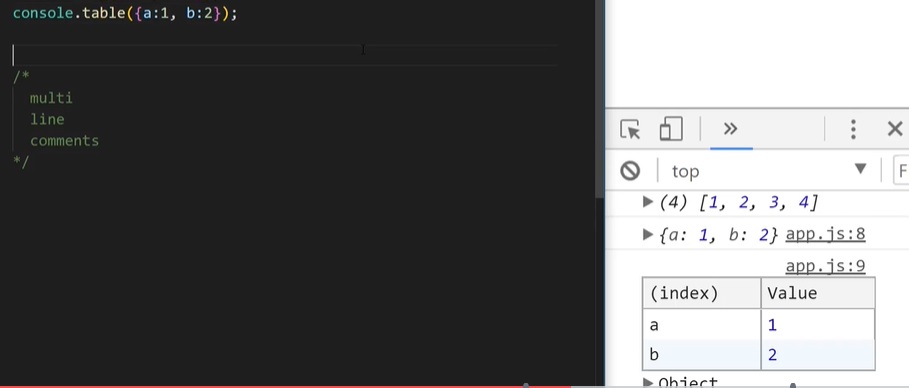 console.table({a:1, b:2});
/*
multi
line
comments
*/
top
F
(4) [1, 2, 3, 4]
{a: 1, b: 2} app.js:8
app.js:9
(index) Value
a 1
b 2
Object